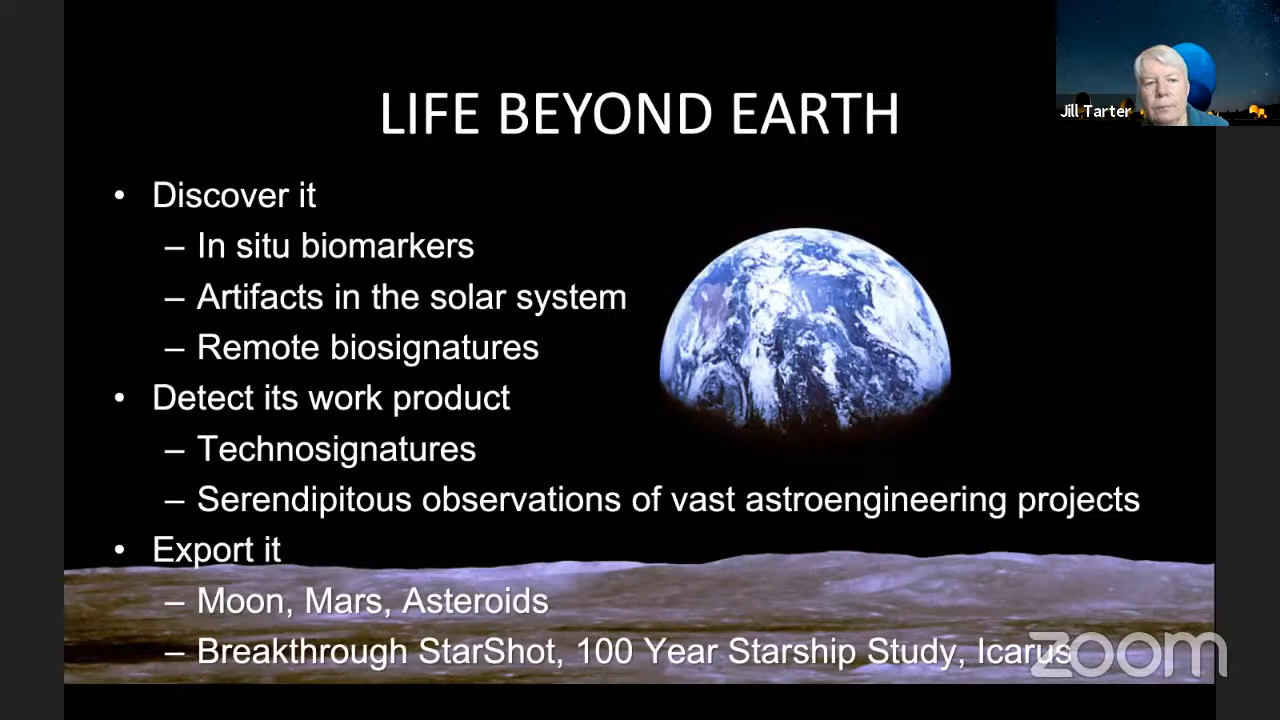 LIFE BEYOND EARTH
Jill Tarter
• Discover it
– In situ biomarkers
– Artifacts in the solar system
– Remote biosignatures
• Detect its work product
– Technosignatures
– Serendipitous observations of vast astroengineering projects
• Export it
– Moon, Mars, Asteroids
– Breakthrough StarShot, 100 Year Starship Study, Icarus
zoom